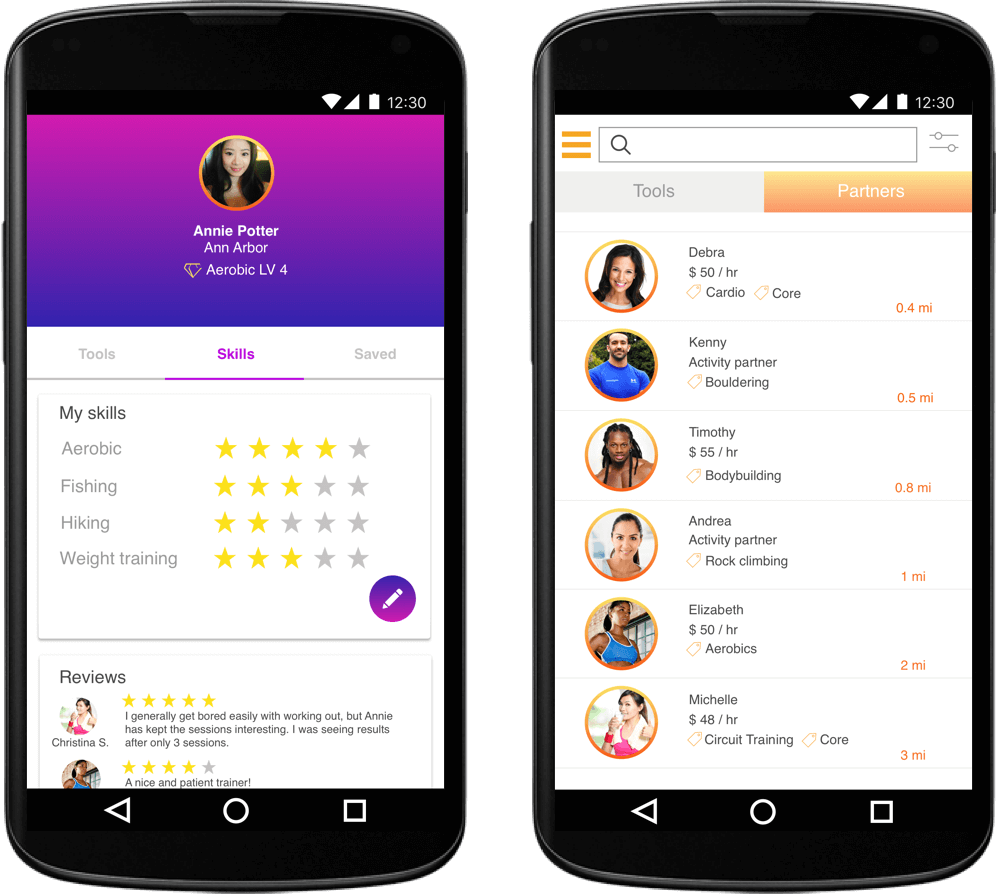 12:30
Annie Potter
Ann Arbor
Aerobic LV 4
Tools Skills Saved
My skills
Aerobic
Fishing
Hiking
Weight training
Reviews
I generally get bored easily with working out, but Annie
has kept the sessions interesting. I was seeing results
after only 3 sessions.
Christina S.
A nice and patient trainer!
12:30
Tools Partners
Debra
$ 50 / hr
Cardio Core
0.4 mi
Kenny
Activity partner
Bouldering
0.5 mi
Timothy
$ 55 / hr
Bodybuilding
0.8 mi
Andrea
Activity partner
Rock climbing
1 mi
Elizabeth
$ 50 / hr
Aerobics
2 mi
Michelle
$ 48 / hr
Circuit Training Core
3 mi